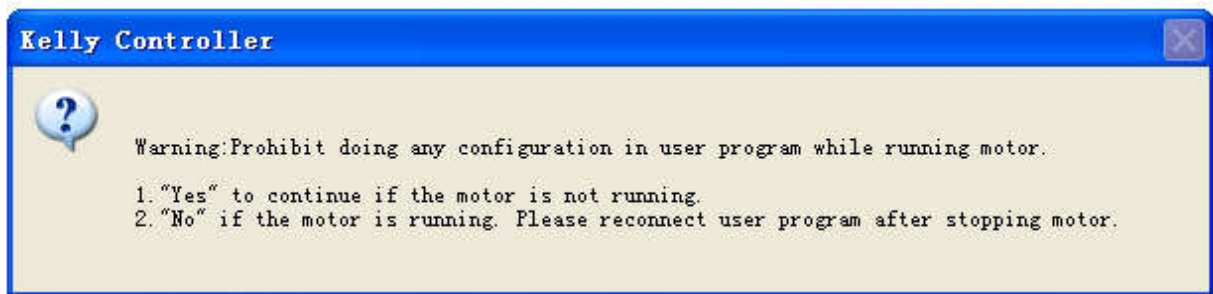 Kelly Controller
?
Warning:Prohibit doing any configuration in user program while running motor.
1."Yes" to continue if the motor is not running.
2."No" if the motor is running. Please reconnect user program after stopping motor.